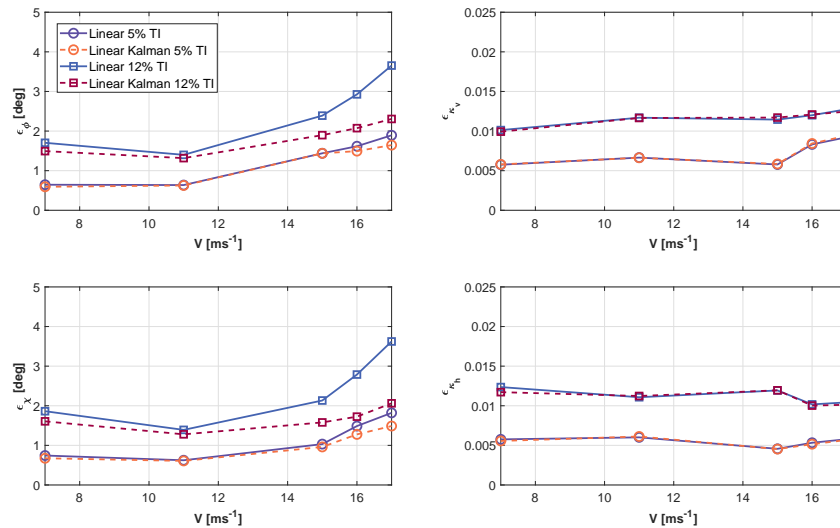 5
4
3
2
1
0
ϵ_ϕ [deg]
Linear 5% TI
Linear Kalman 5% TI
Linear 12% TI
Linear Kalman 12% TI
8 10 12 14 16
V [ms⁻¹]
0.025
0.02
0.015
0.01
0.005
0
ϵ_κ_v
8 10 12 14 16
V [ms⁻¹]
5
4
3
2
1
0
ϵ_χ [deg]
8 10 12 14 16
V [ms⁻¹]
0.025
0.02
0.015
0.01
0.005
0
ϵ_κ_h
8 10 12 14 16
V [ms⁻¹]